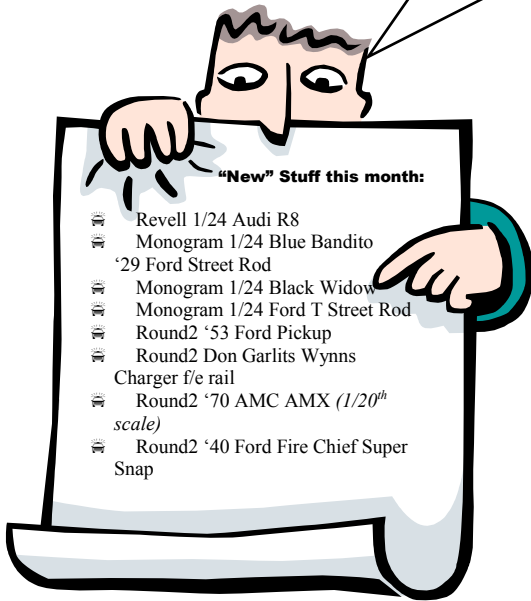 “New” Stuff this month:
Revell 1/24 Audi R8
Monogram 1/24 Blue Bandito
‘29 Ford Street Rod
Monogram 1/24 Black Widow
Monogram 1/24 Ford T Street Rod
Round2 ‘53 Ford Pickup
Round2 Don Garlits Wynns
Charger f/e rail
Round2 ‘70 AMC AMX (1/20th
scale)
Round2 ‘40 Ford Fire Chief Super
Snap